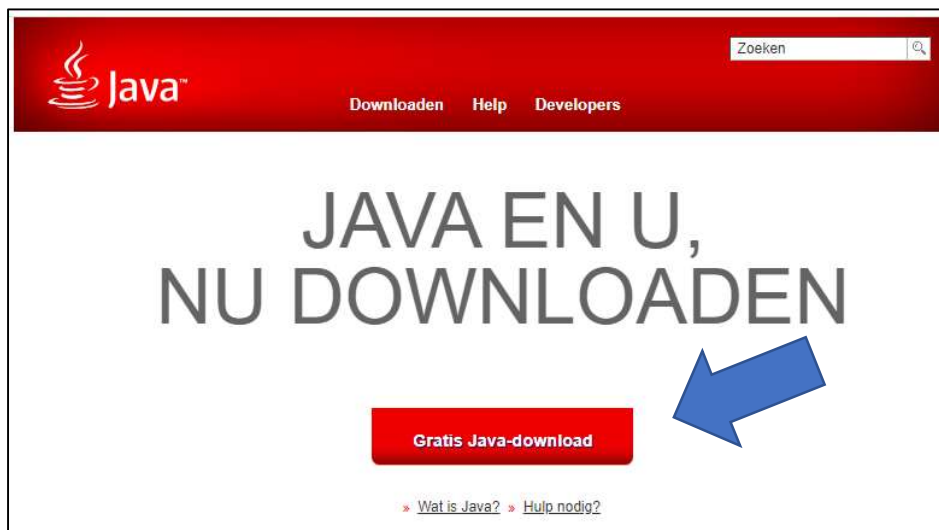 Zoeken
Java™
Downloaden Help Developers
JAVA EN U,
NU DOWNLOADEN
Gratis Java-download
» Wat is Java? » Hulp nodig?